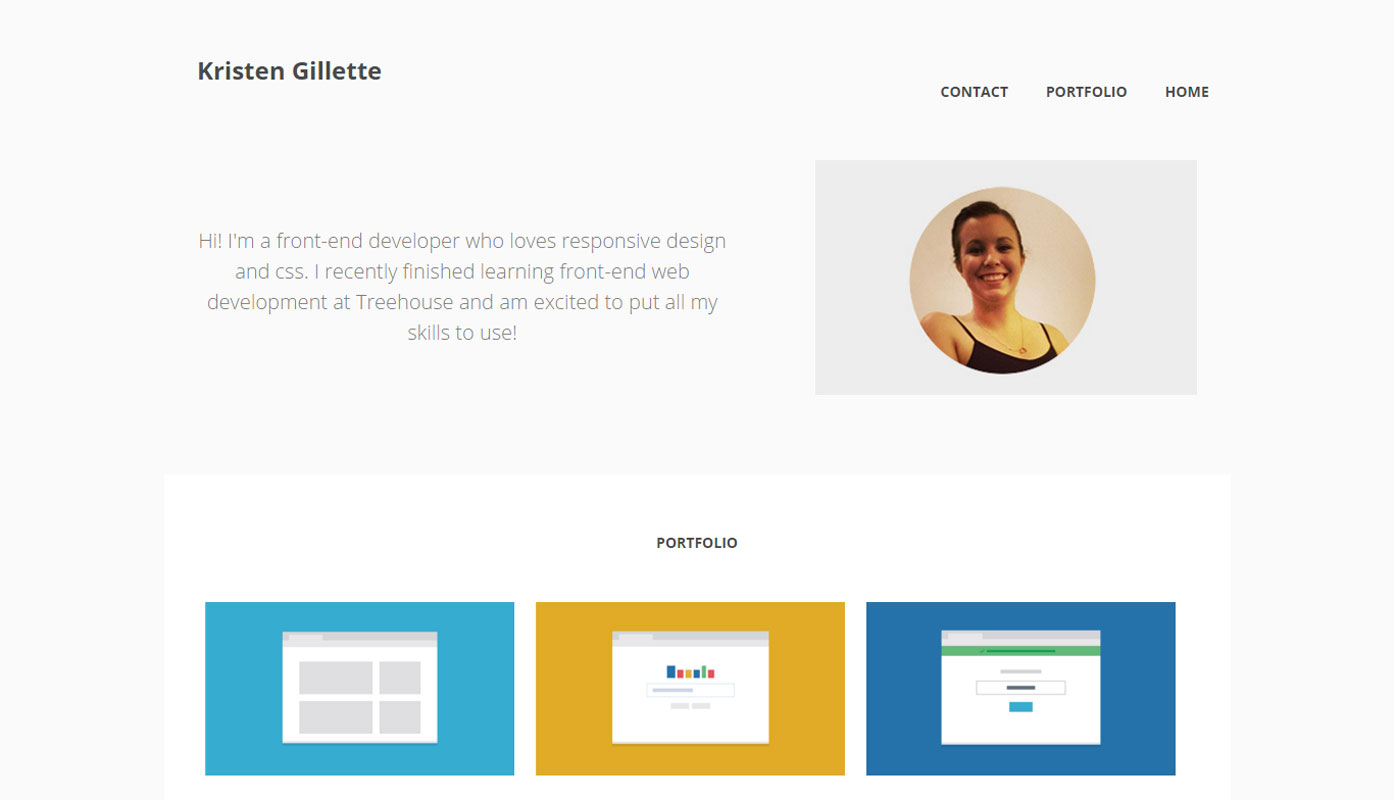 Kristen Gillette
CONTACT PORTFOLIO HOME
Hi! I'm a front-end developer who loves responsive design
and css. I recently finished learning front-end web
development at Treehouse and am excited to put all my
skills to use!
PORTFOLIO